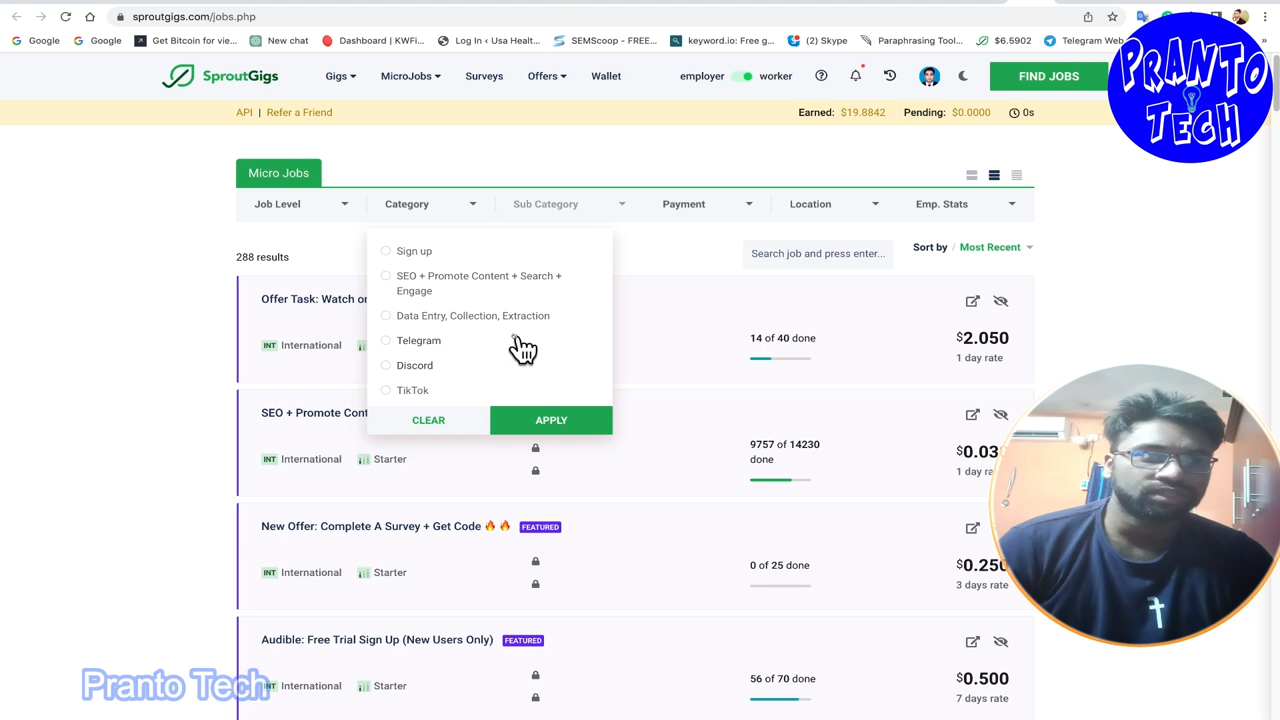 sproutgigs.com/jobs.php
Google
Google
Get Bitcoin for vie...
New chat
Dashboard | KWFi...
Log In ‹ Usa Healt...
SEMScoop - FREE...
keyword.io: Free g...
(2) Skype
Paraphrasing Tool...
$6.5902
Telegram Web
»
SproutGigs
Gigs
MicroJobs
Surveys
Offers
Wallet
employer
worker
FIND JOBS
PRANTO
TECH
API | Refer a Friend
Earned: $19.8842
Pending: $0.0000
0s
Micro Jobs
Job Level
Category
Sub Category
Payment
Location
Emp. Stats
288 results
Search job and press enter...
Sort by / Most Recent
Sign up
SEO + Promote Content + Search +
Engage
Data Entry, Collection, Extraction
Telegram
Discord
TikTok
CLEAR
APPLY
Offer Task: Watch or
INT International
14 of 40 done
$2.050
1 day rate
SEO + Promote Cont
INT International
Starter
9757 of 14230
done
$0.03
1 day ra
New Offer: Complete A Survey + Get Code 🔥 🔥 FEATURED
INT International
Starter
0 of 25 done
$0.250
3 days rate
Audible: Free Trial Sign Up (New Users Only) FEATURED
INT International
Starter
56 of 70 done
$0.500
7 days rate
Pranto Tech